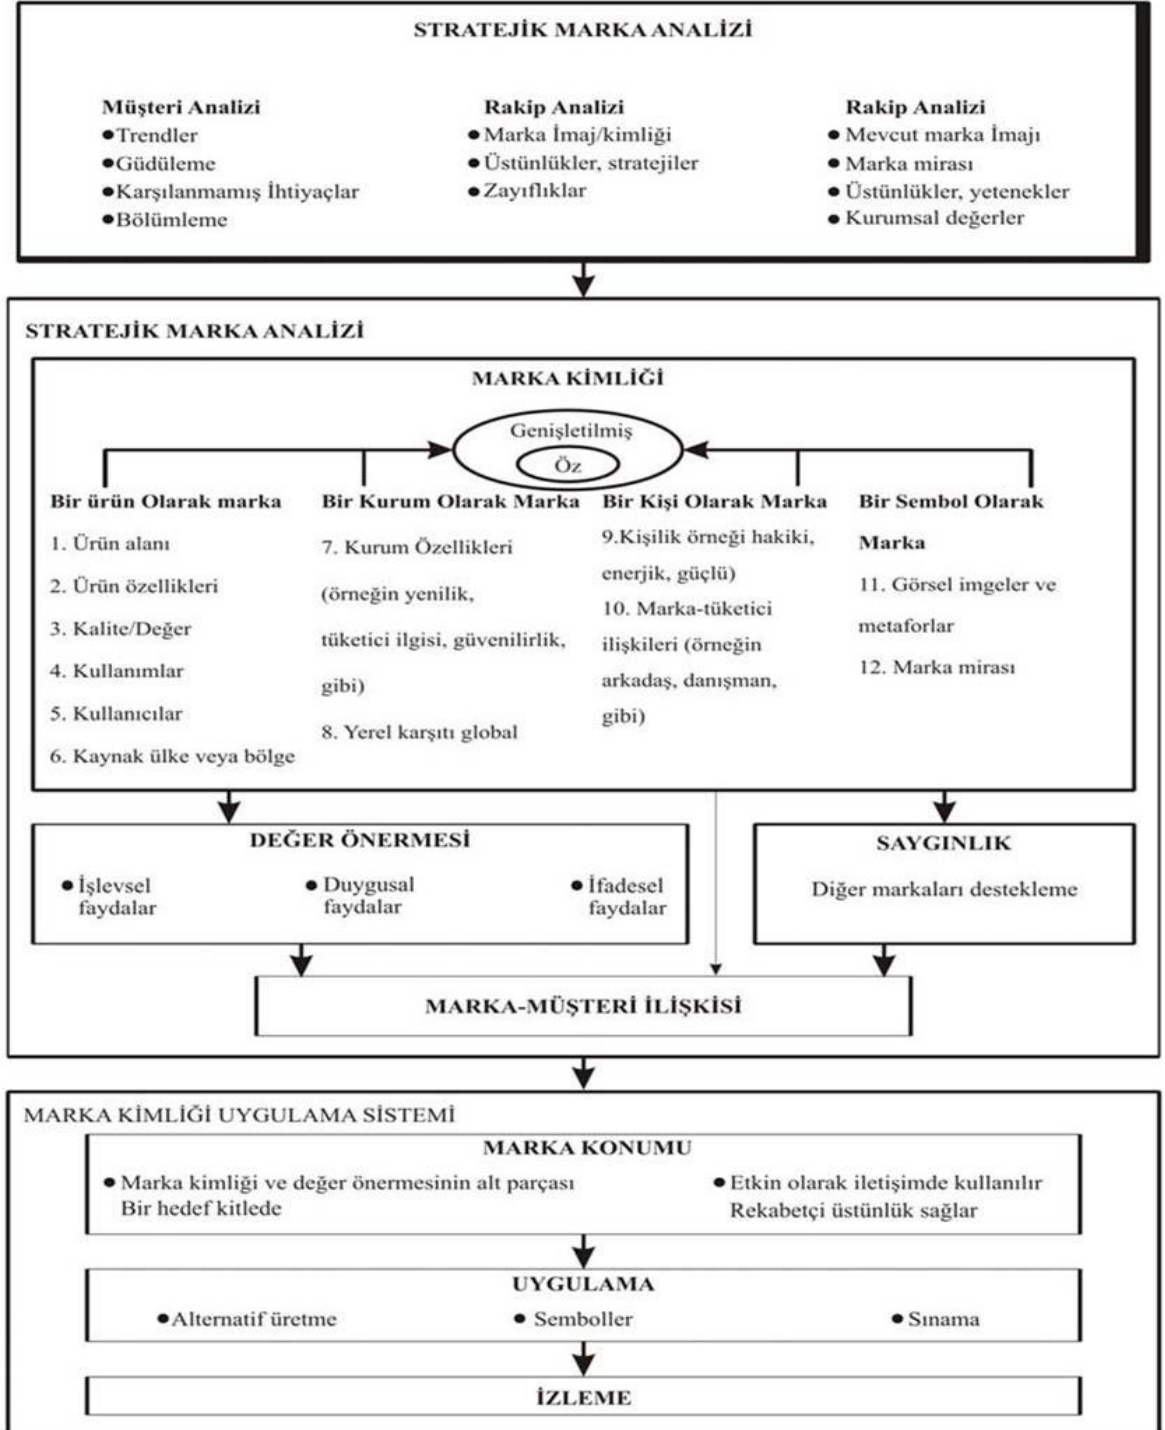 STRATEJİK MARKA ANALİZİ
Müşteri Analizi
●Trendler
●Güdüleme
●Karşılanmamış İhtiyaçlar
●Bölümleme
Rakip Analizi
● Marka İmaj/kimliği
● Üstünlükler, stratejiler
● Zayıflıklar
Rakip Analizi
● Mevcut marka İmajı
● Marka mirası
● Üstünlükler, yetenekler
● Kurumsal değerler
STRATEJİK MARKA ANALİZİ
MARKA KİMLİĞİ
Genişletilmiş
Öz
Bir ürün Olarak marka
1. Ürün alanı
2. Ürün özellikleri
3. Kalite/Değer
4. Kullanımlar
5. Kullanıcılar
6. Kaynak ülke veya bölge
Bir Kurum Olarak Marka
7. Kurum Özellikleri
(örneğin yenilik,
tüketici ilgisi, güvenilirlik,
gibi)
8. Yerel karşıtı global
Bir Kişi Olarak Marka
9.Kişilik örneği hakiki,
enerjik, güçlü)
10. Marka-tüketici
ilişkileri (örneğin
arkadaş, danışman,
gibi)
Bir Sembol Olarak
Marka
11. Görsel imgeler ve
metaforlar
12. Marka mirası
DEĞER ÖNERMESİ
● İşlevsel
faydalar
● Duygusal
faydalar
● İfadesel
faydalar
SAYGINLIK
Diğer markaları destekleme
MARKA-MÜŞTERİ İLİŞKİSİ
MARKA KİMLİĞİ UYGULAMA SİSTEMİ
MARKA KONUMU
● Marka kimliği ve değer önermesinin alt parçası
Bir hedef kitlede
● Etkin olarak iletişimde kullanılır
Rekabetçi üstünlük sağlar
UYGULAMA
●Alternatif üretme
● Semboller
● Sınama
İZLEME